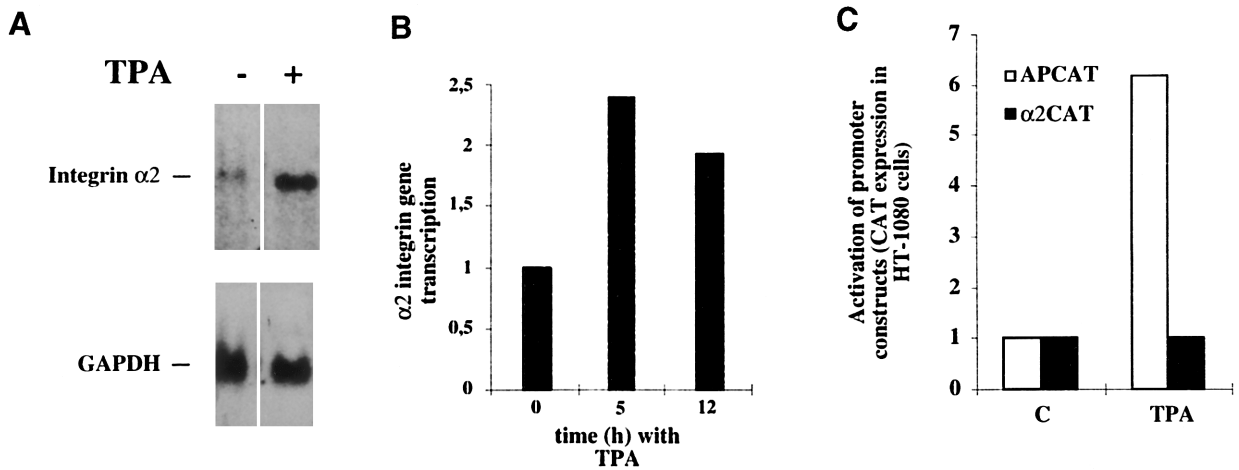 A
TPA - +
Integrin α2
GAPDH
B
α2 integrin gene
transcription
2,5
2
1,5
1
0,5
0
0 5 12
time (h) with
TPA
C
Activation of promoter
constructs (CAT expression in
HT-1080 cells)
7
6
5
4
3
2
1
0
APCAT
α2CAT
C TPA